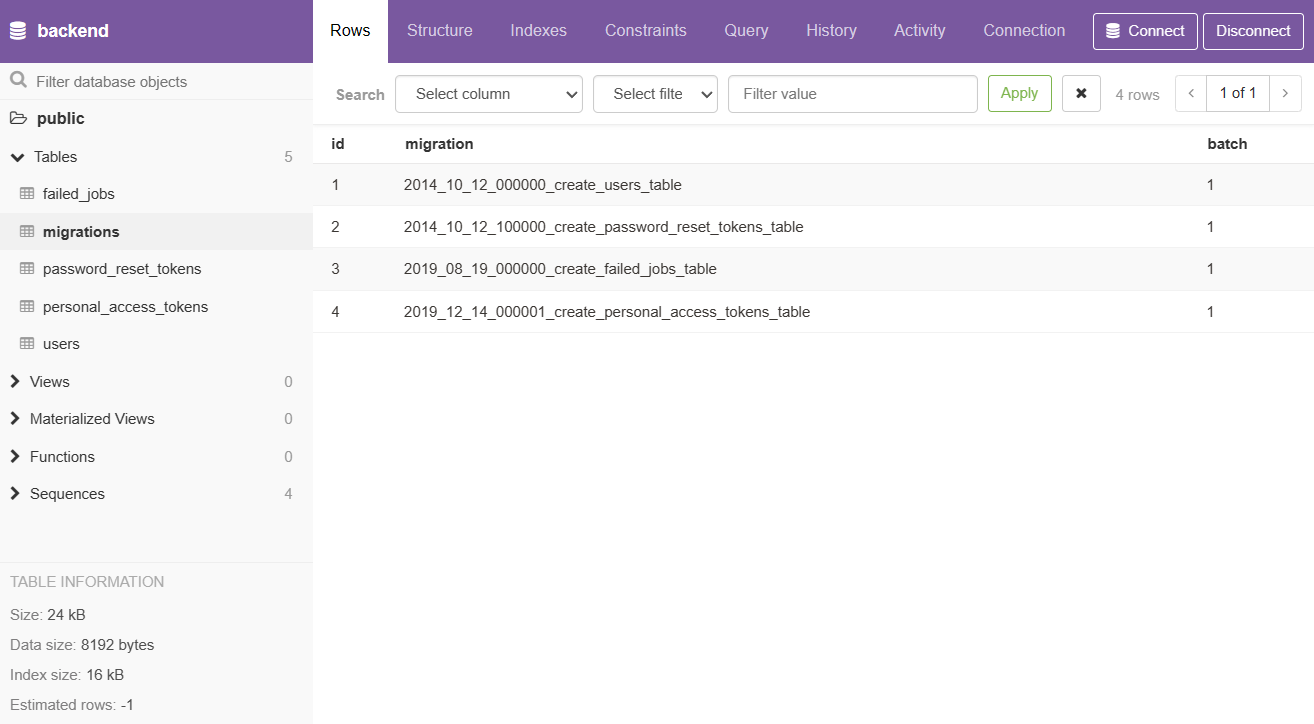 backend
Rows Structure Indexes Constraints Query History Activity Connection Connect Disconnect
Filter database objects
Search Select column Select filte Filter value Apply ✖ 4 rows ‹ 1 of 1 ›
public
Tables 5
failed_jobs
migrations
password_reset_tokens
personal_access_tokens
users
Views 0
Materialized Views 0
Functions 0
Sequences 4
TABLE INFORMATION
Size: 24 kB
Data size: 8192 bytes
Index size: 16 kB
Estimated rows: -1
id migration batch
1 2014_10_12_000000_create_users_table 1
2 2014_10_12_100000_create_password_reset_tokens_table 1
3 2019_08_19_000000_create_failed_jobs_table 1
4 2019_12_14_000001_create_personal_access_tokens_table 1